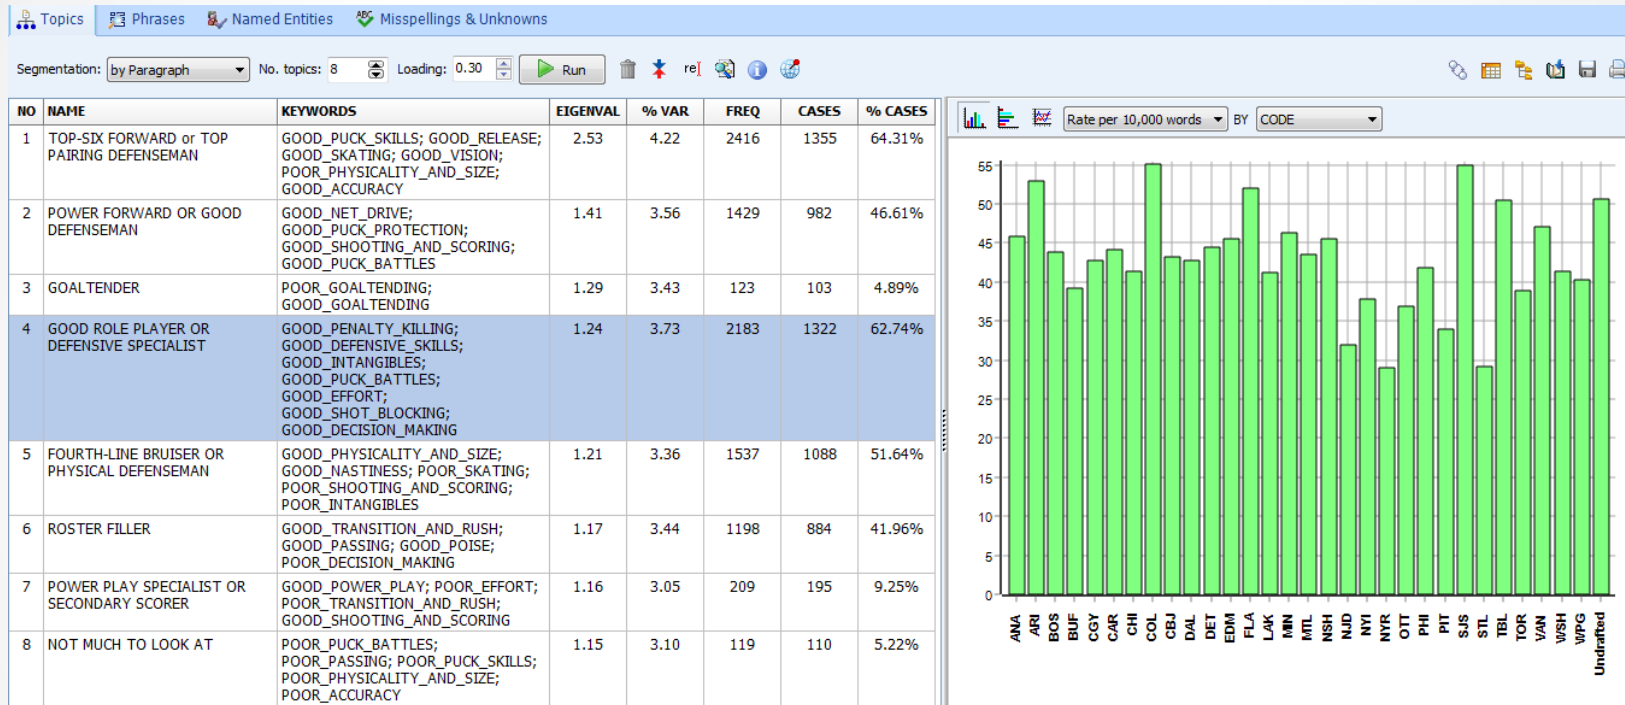 Topics Phrases Named Entities Misspellings & Unknowns
Segmentation: by Paragraph No. topics: 8 Loading: 0.30 Run
NO NAME KEYWORDS EIGENVAL % VAR FREQ CASES % CASES
1 TOP-SIX FORWARD or TOP GOOD_PUCK_SKILLS; GOOD_RELEASE; 2.53 4.22 2416 1355 64.31%
PAIRING DEFENSEMAN GOOD_SKATING; GOOD_VISION;
POOR_PHYSICALITY_AND_SIZE;
GOOD_ACCURACY
2 POWER FORWARD OR GOOD GOOD_NET_DRIVE; 1.41 3.56 1429 982 46.61%
DEFENSEMAN GOOD_PUCK_PROTECTION;
GOOD_SHOOTING_AND_SCORING;
GOOD_PUCK_BATTLES
3 GOALTENDER POOR_GOALTENDING; 1.29 3.43 123 103 4.89%
GOOD_GOALTENDING
4 GOOD ROLE PLAYER OR GOOD_PENALTY_KILLING; 1.24 3.73 2183 1322 62.74%
DEFENSIVE SPECIALIST GOOD_DEFENSIVE_SKILLS;
GOOD_INTANGIBLES;
GOOD_PUCK_BATTLES;
GOOD_EFFORT;
GOOD_SHOT_BLOCKING;
GOOD_DECISION_MAKING
5 FOURTH-LINE BRUISER OR GOOD_PHYSICALITY_AND_SIZE; 1.21 3.36 1537 1088 51.64%
PHYSICAL DEFENSEMAN GOOD_NASTINESS; POOR_SKATING;
POOR_SHOOTING_AND_SCORING;
POOR_INTANGIBLES
6 ROSTER FILLER GOOD_TRANSITION_AND_RUSH; 1.17 3.44 1198 884 41.96%
GOOD_PASSING; GOOD_POISE;
POOR_DECISION_MAKING
7 POWER PLAY SPECIALIST OR GOOD_POWER_PLAY; POOR_EFFORT; 1.16 3.05 209 195 9.25%
SECONDARY SCORER POOR_TRANSITION_AND_RUSH;
GOOD_SHOOTING_AND_SCORING
8 NOT MUCH TO LOOK AT POOR_PUCK_BATTLES; 1.15 3.10 119 110 5.22%
POOR_PASSING; POOR_PUCK_SKILLS;
POOR_PHYSICALITY_AND_SIZE;
POOR_ACCURACY
Rate per 10,000 words BY CODE
55
50
45
40
35
30
25
20
15
10
5
0
ANA ARI BOS BUF CGY CAR CHI COL CBJ DAL DET EDM FLA LAK MIN MTL NSH NJD NYI NYR OTT PHI PIT SJS STL TBL TOR VAN WSH WPG Undrafted